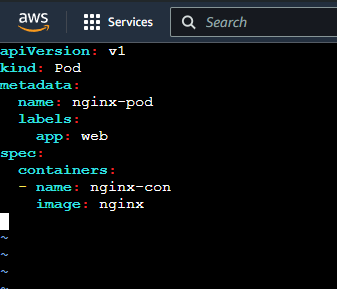 aws
Services
Search
apiVersion: v1
kind: Pod
metadata:
  name: nginx-pod
  labels:
    app: web
spec:
  containers:
  - name: nginx-con
    image: nginx
~
~
~
~